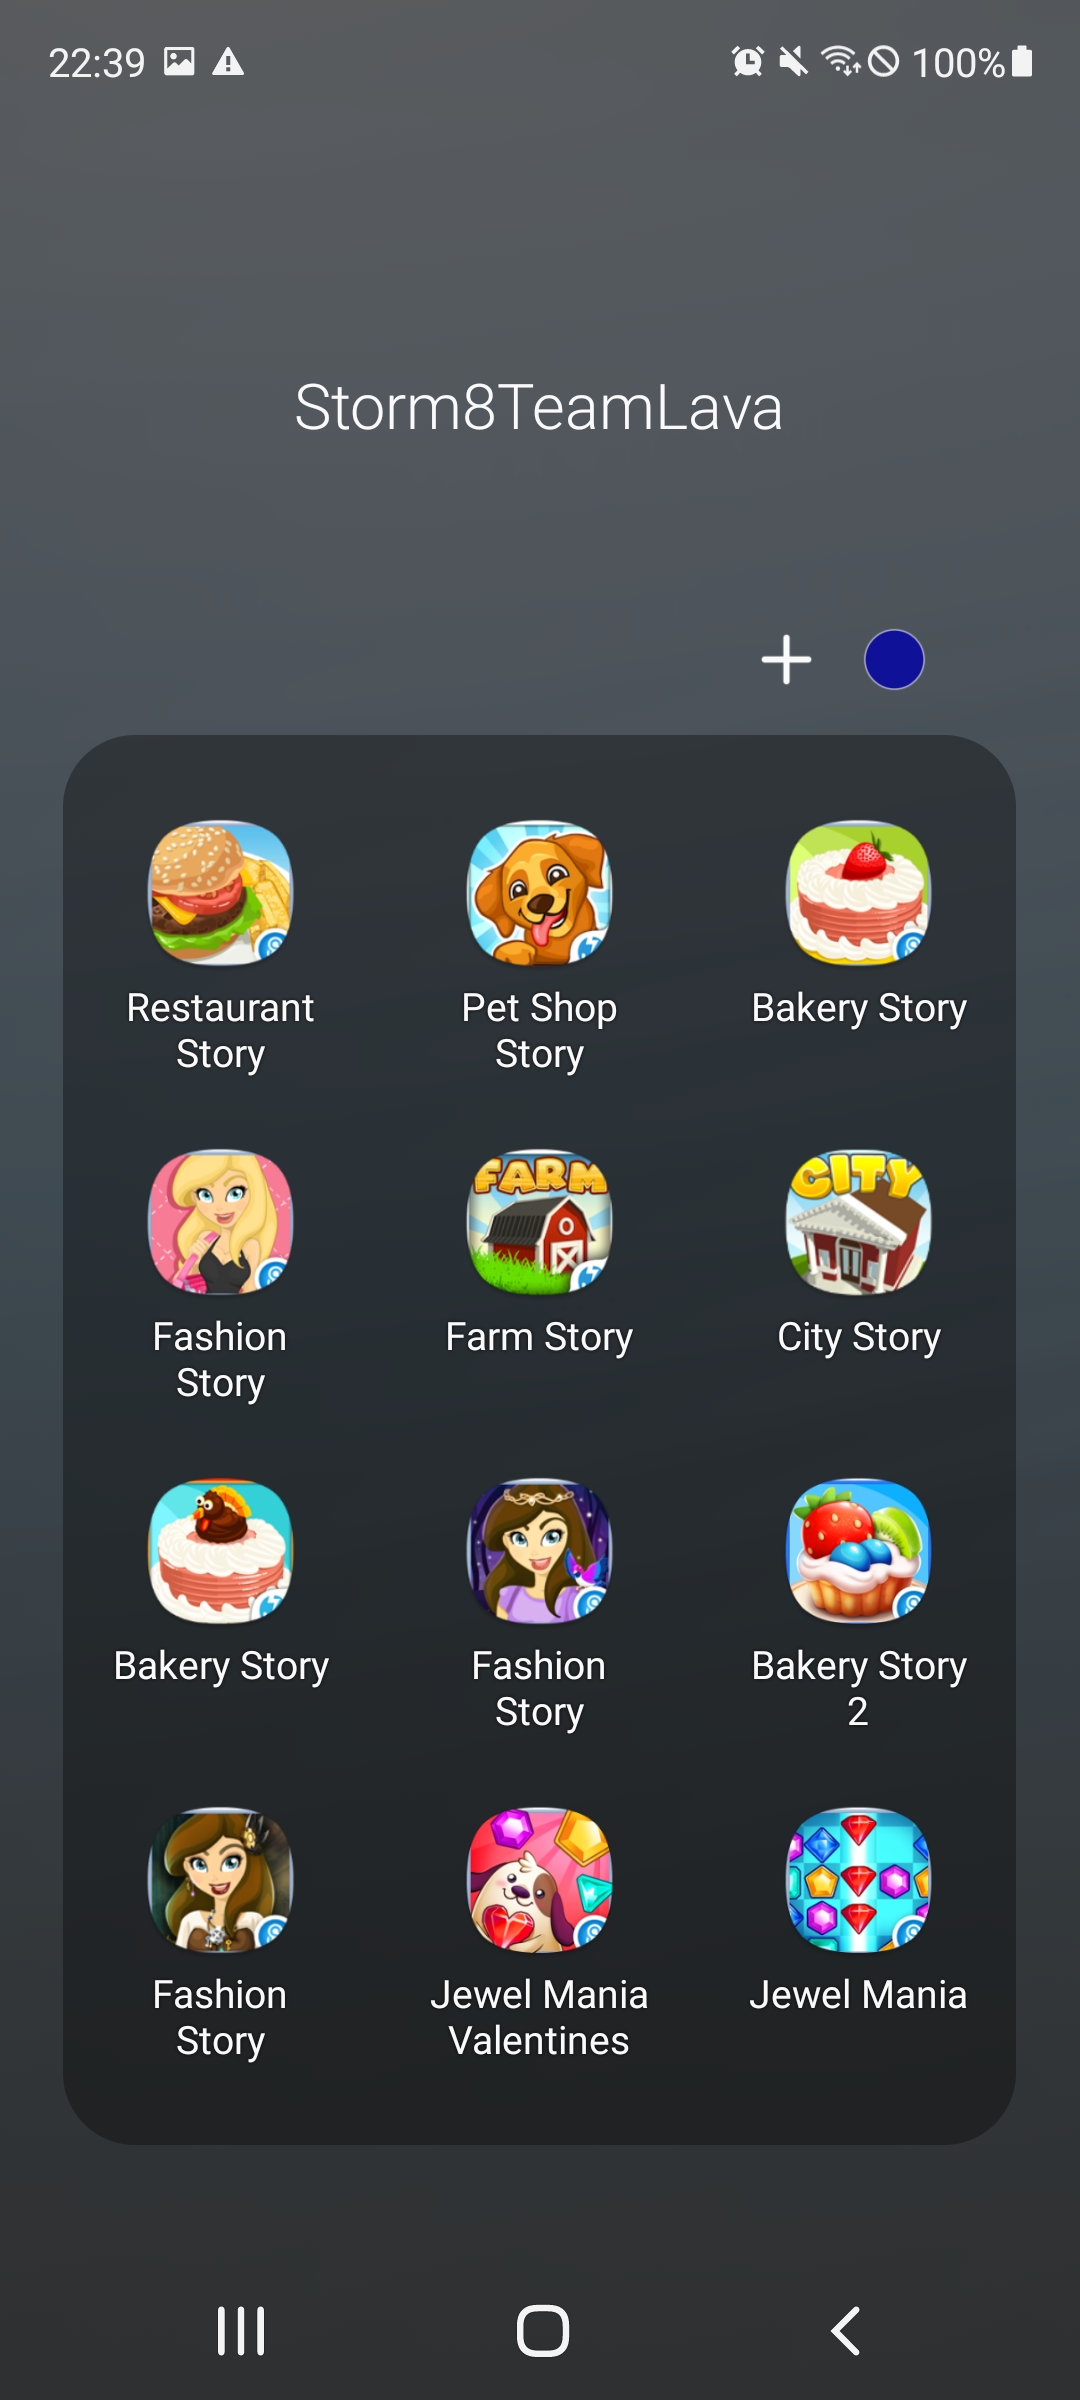 22:39
100%
Storm8TeamLava
Restaurant
Story
Pet Shop
Story
Bakery Story
FARM
CITY
Fashion
Story
Farm Story
City Story
Bakery Story
Fashion
Story
Bakery Story
2
Fashion
Story
Jewel Mania
Valentines
Jewel Mania